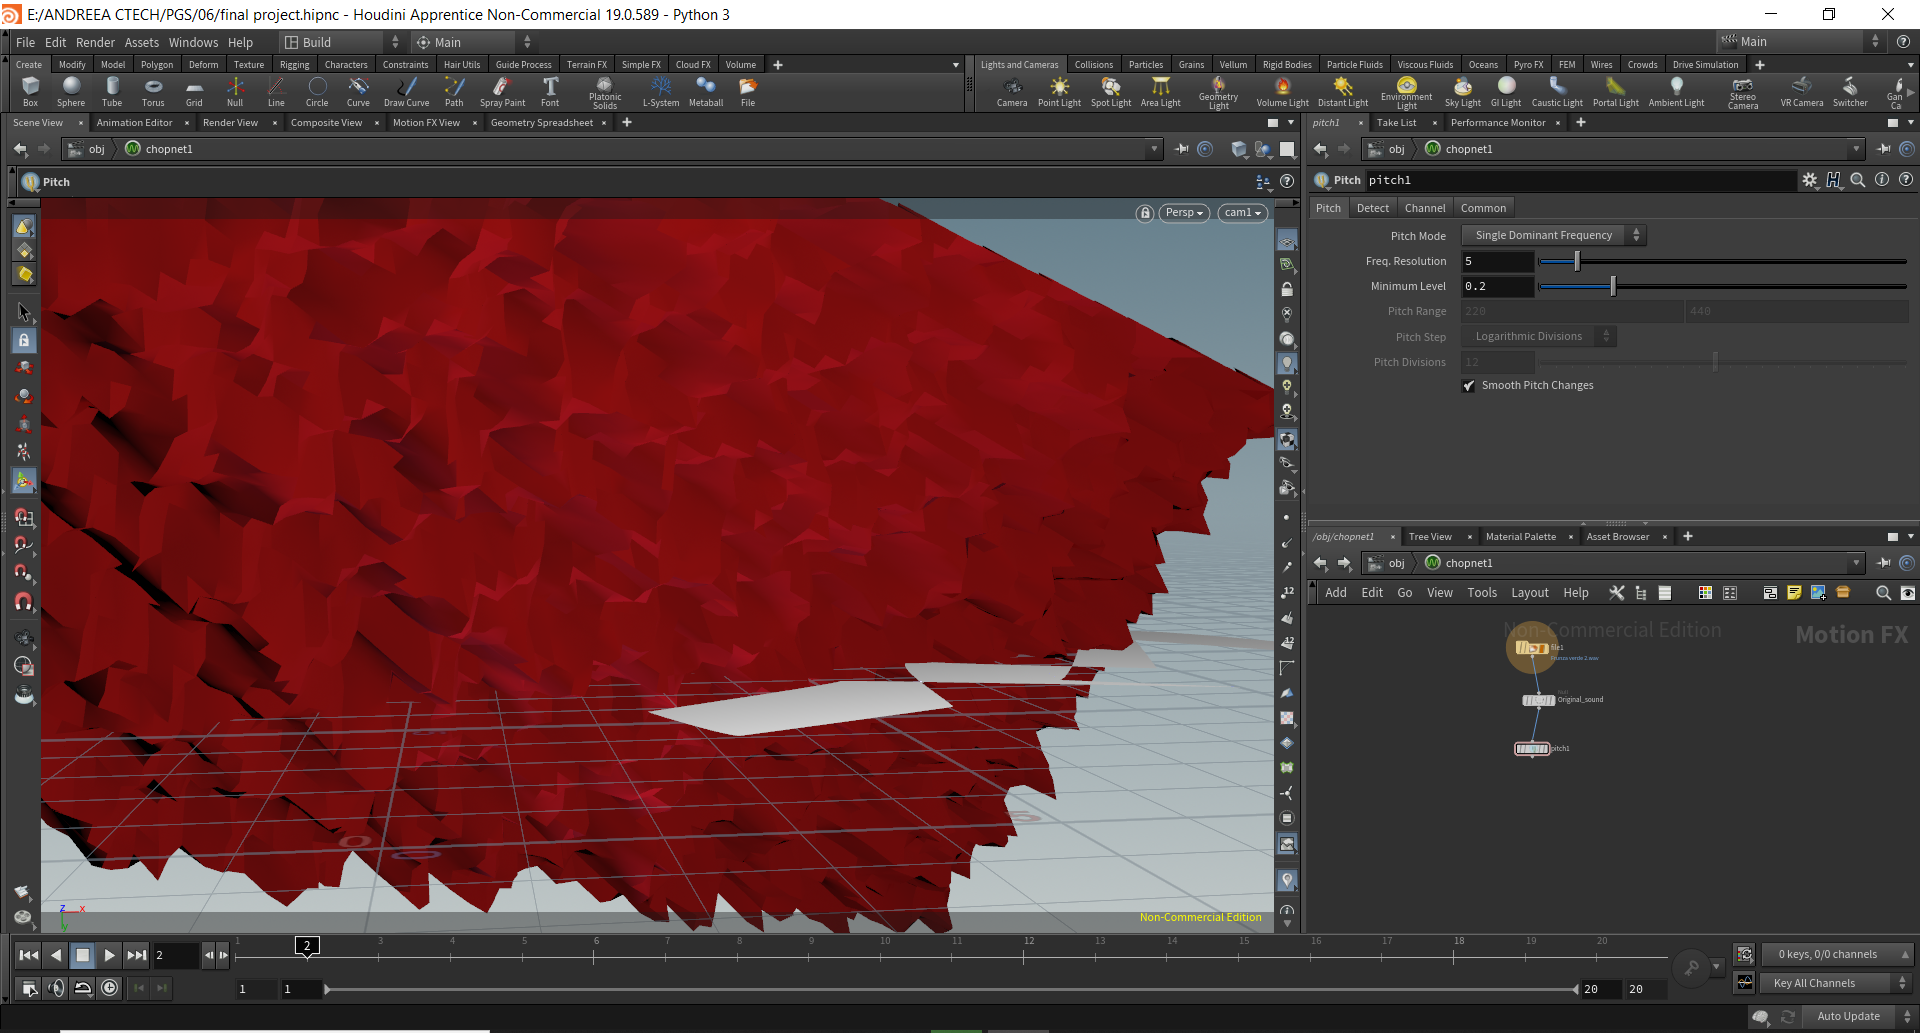 E:/ANDREEA CTECH/PGS/06/final project.hipnc - Houdini Apprentice Non-Commercial 19.0.589 - Python 3
File Edit Render Assets Windows Help Build Main Main
Create Modify Model Polygon Deform Texture Rigging Characters Constraints Hair Utils Guide Process Terrain FX Simple FX Cloud FX Volume
Lights and Cameras Collisions Particles Grains Vellum Rigid Bodies Particle Fluids Viscous Fluids Oceans Pyro FX FEM Wires Crowds Drive Simulation
Box Sphere Tube Torus Grid Null Line Circle Curve Draw Curve Path Spray Paint Font Platonic Solids L-System Metaball File
Camera Point Light Spot Light Area Light Geometry Light Volume Light Distant Light Environment Light Sky Light GI Light Caustic Light Portal Light Ambient Light Stereo Camera VR Camera Switcher Gan Ca
Scene View Animation Editor Render View Composite View Motion FX View Geometry Spreadsheet
pitch1 Take List Performance Monitor
obj chopnet1
obj chopnet1
Pitch
Pitch pitch1
Persp cam1
Pitch Detect Channel Common
Pitch Mode Single Dominant Frequency
Freq. Resolution 5
Minimum Level 0.2
Pitch Range 220 440
Pitch Step Logarithmic Divisions
Pitch Divisions 12
Smooth Pitch Changes
/obj/chopnet1 Tree View Material Palette Asset Browser
obj chopnet1
Add Edit Go View Tools Layout Help
Non-Commercial Edition Motion FX
file1
Original_sound
pitch1
z x
y
Non-Commercial Edition
2
1 2 3 4 5 6 7 8 9 10 11 12 13 14 15 16 17 18 19 20
0 keys, 0/0 channels
1 1 20 20
Key All Channels
Auto Update